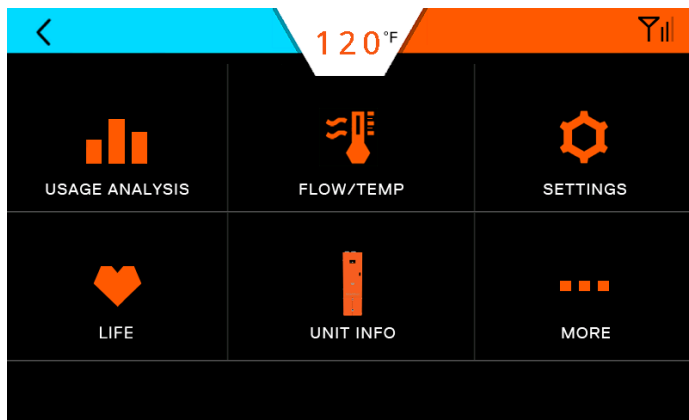 120°F
USAGE ANALYSIS
FLOW/TEMP
SETTINGS
LIFE
UNIT INFO
MORE